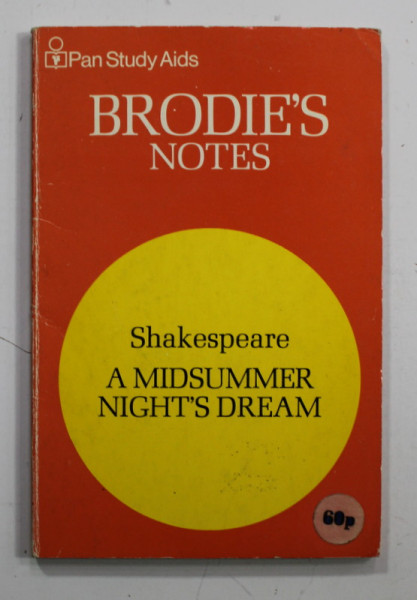 Pan Study Aids
BRODIE'S
NOTES
Shakespeare
A MIDSUMMER
NIGHT'S DREAM
60p